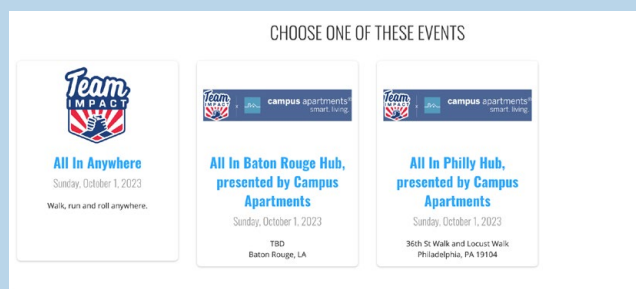 CHOOSE ONE OF THESE EVENTS
Team
IMPACT
All In Anywhere
Sunday, October 1, 2023
Walk, run and roll anywhere.
Team
IMPACT
campus apartments®
smart. living.
All In Baton Rouge Hub,
presented by Campus
Apartments
Sunday, October 1, 2023
TBD
Baton Rouge, LA
Team
IMPACT
campus apartments®
smart. living.
All In Philly Hub,
presented by Campus
Apartments
Sunday, October 1, 2023
36th St Walk and Locust Walk
Philadelphia, PA 19104